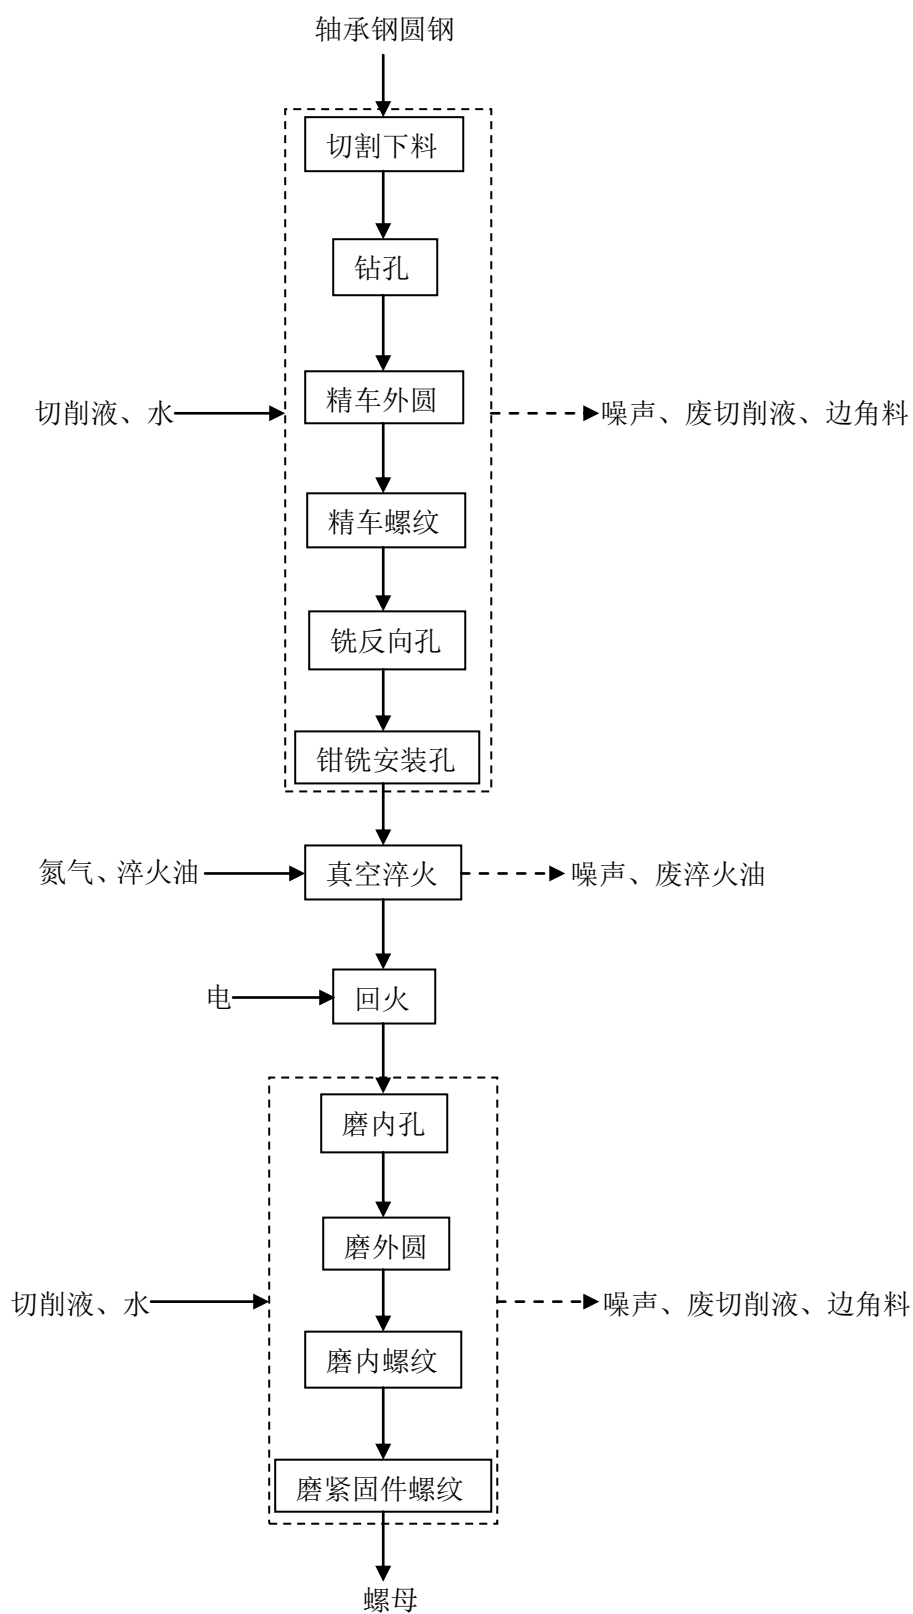 轴承钢圆钢
切割下料
钻孔
精车外圆
切削液、水
噪声、废切削液、边角料
精车螺纹
铣反向孔
钳铣安装孔
氮气、淬火油
真空淬火
噪声、废淬火油
电
回火
磨内孔
磨外圆
切削液、水
噪声、废切削液、边角料
磨内螺纹
磨紧固件螺纹
螺母